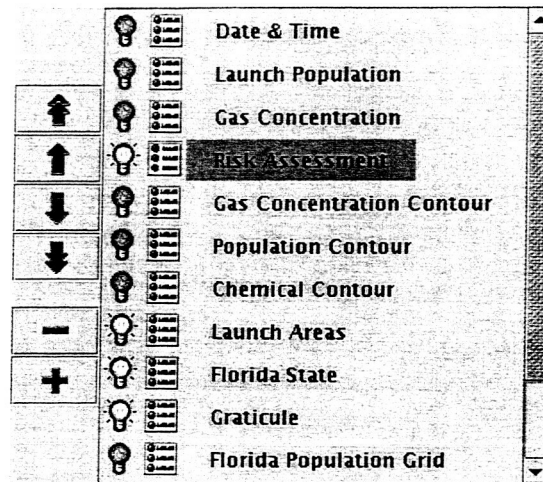 Date & Time
Launch Population
Gas Concentration
Risk Assessment
Gas Concentration Contour
Population Contour
Chemical Contour
Launch Areas
Florida State
Graticule
Florida Population Grid